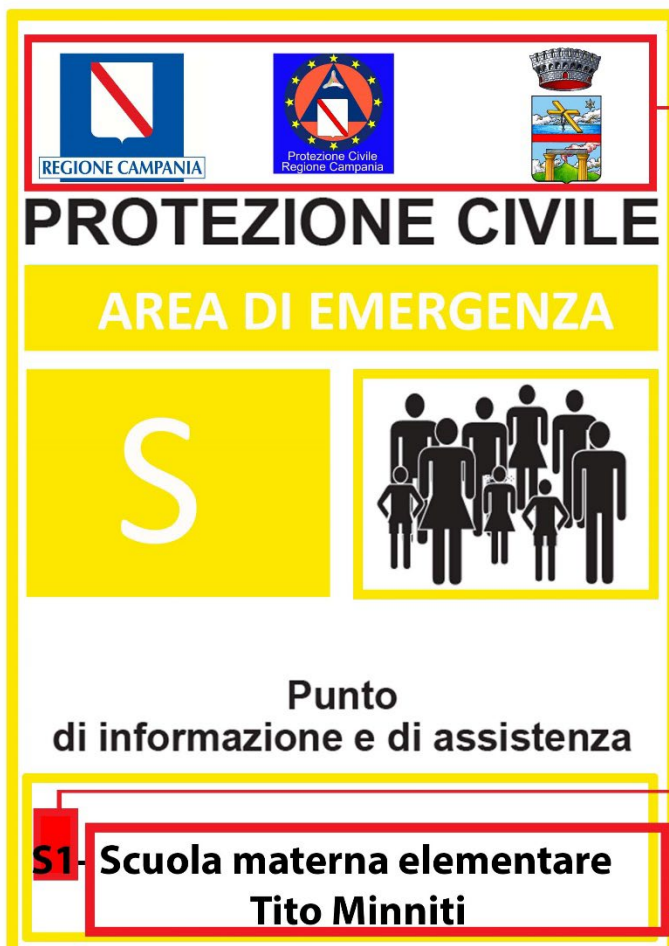 REGIONE CAMPANIA
Protezione Civile
Regione Campania
PROTEZIONE CIVILE
AREA DI EMERGENZA
S
Punto
di informazione e di assistenza
S1- Scuola materna elementare
Tito Minniti